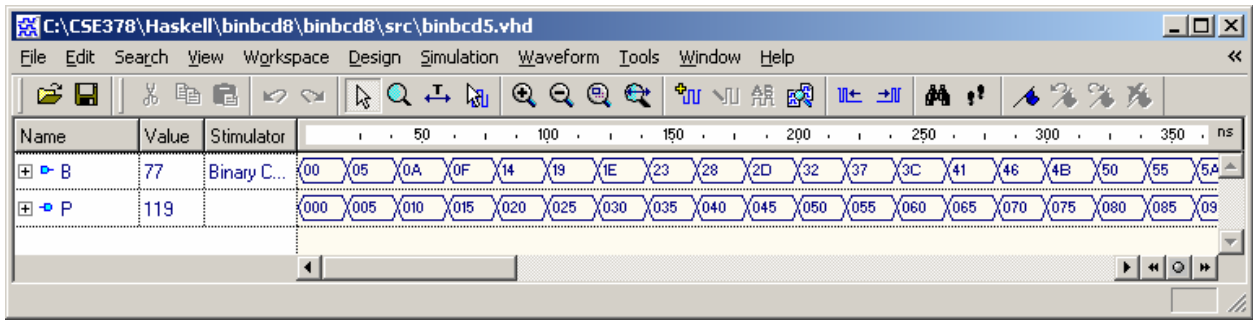 C:\CSE378\Haskell\binbcd8\binbcd8\src\binbcd5.vhd
File Edit Search View Workspace Design Simulation Waveform Tools Window Help «
Name Value Stimulator 50 100 150 200 250 300 350 ns
B 77 Binary C... 00 05 0A 0F 14 19 1E 23 28 2D 32 37 3C 41 46 4B 50 55 5A
P 119 000 005 010 015 020 025 030 035 040 045 050 055 060 065 070 075 080 085 09